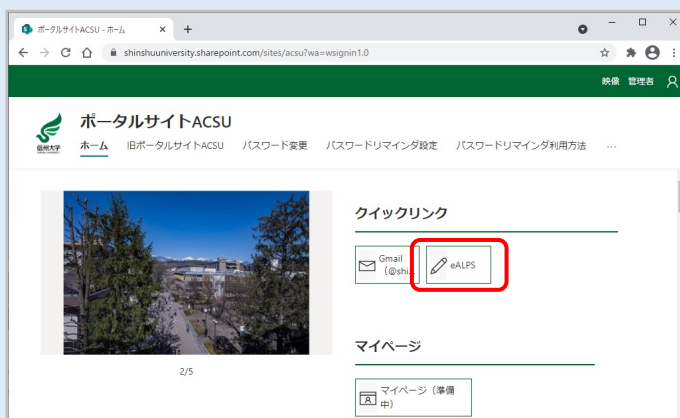 ポータルサイトACSU - ホーム
shinshuuniversity.sharepoint.com/sites/acsu?wa=wsignin1.0
映像 管理者
ポータルサイトACSU
信州大学
ホーム 旧ポータルサイトACSU パスワード変更 パスワードリマインダ設定 パスワードリマインダ利用方法 …
クイックリンク
Gmail
（@shi...
eALPS
2/5
マイページ
マイページ（準備
中）